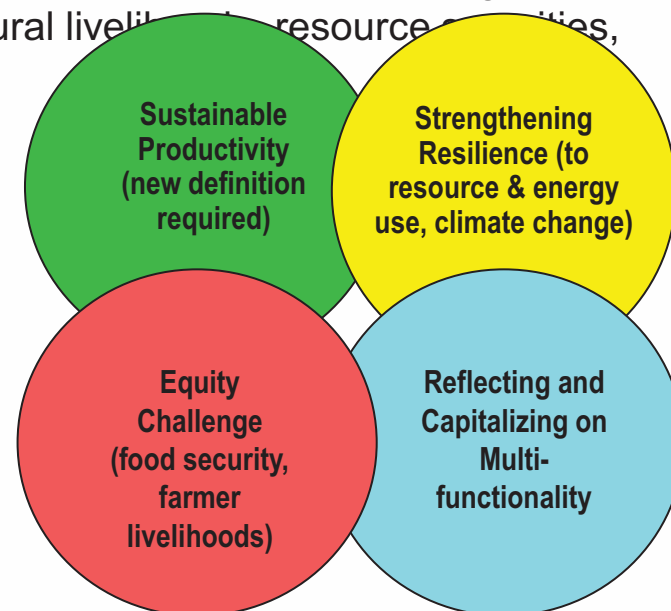 resource
Sustainable
Productivity
(new definition
required)
Strengthening
Resilience (to
resource & energy
use, climate change)
Equity
Challenge
(food security,
farmer
livelihoods)
Reflecting and
Capitalizing on
Multi-
functionality